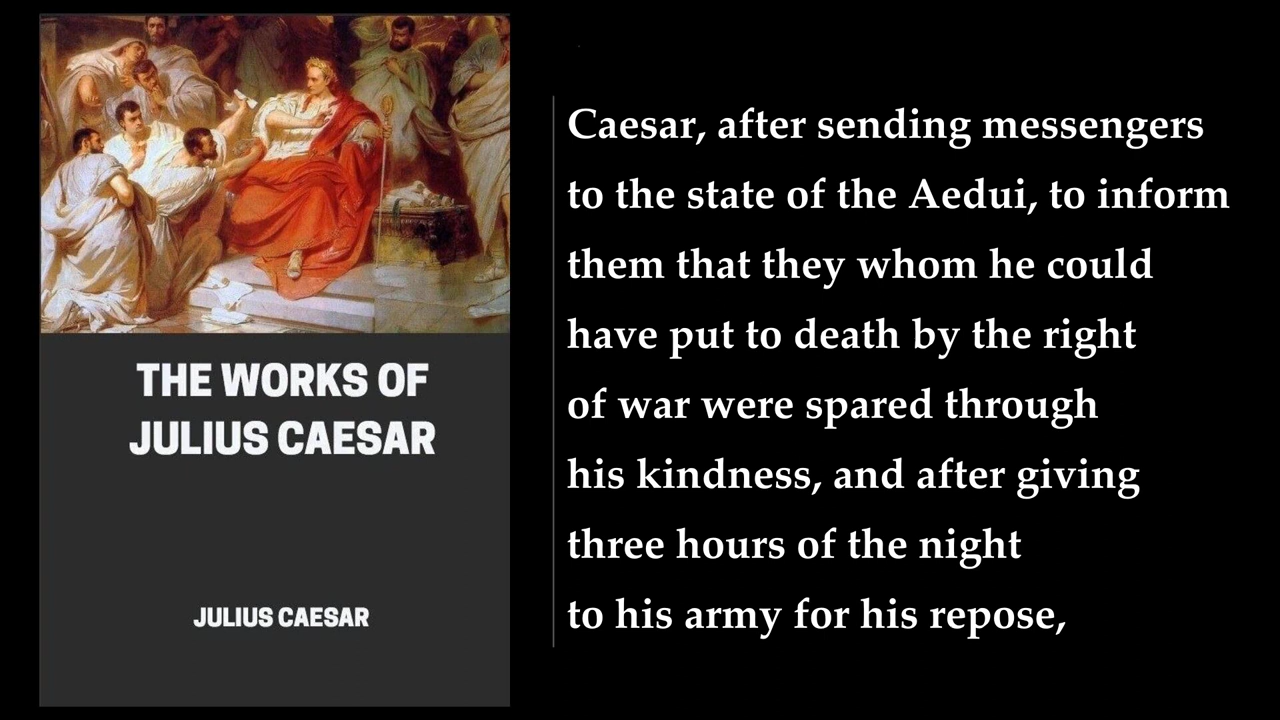 THE WORKS OF
JULIUS CAESAR
JULIUS CAESAR
Caesar, after sending messengers
to the state of the Aedui, to inform
them that they whom he could
have put to death by the right
of war were spared through
his kindness, and after giving
three hours of the night
to his army for his repose,